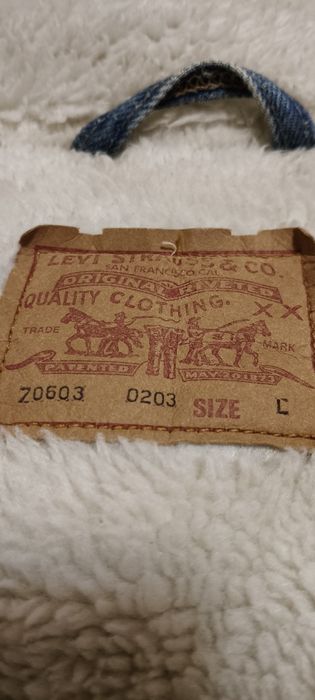 LEVI STRAUSS & CO.
SAN FRANCISCO, CAL
ORIGINAL RIVETED
QUALITY CLOTHING. XX
TRADE MARK
PATENTED MAY 20 1873
70603 0203 SIZE L